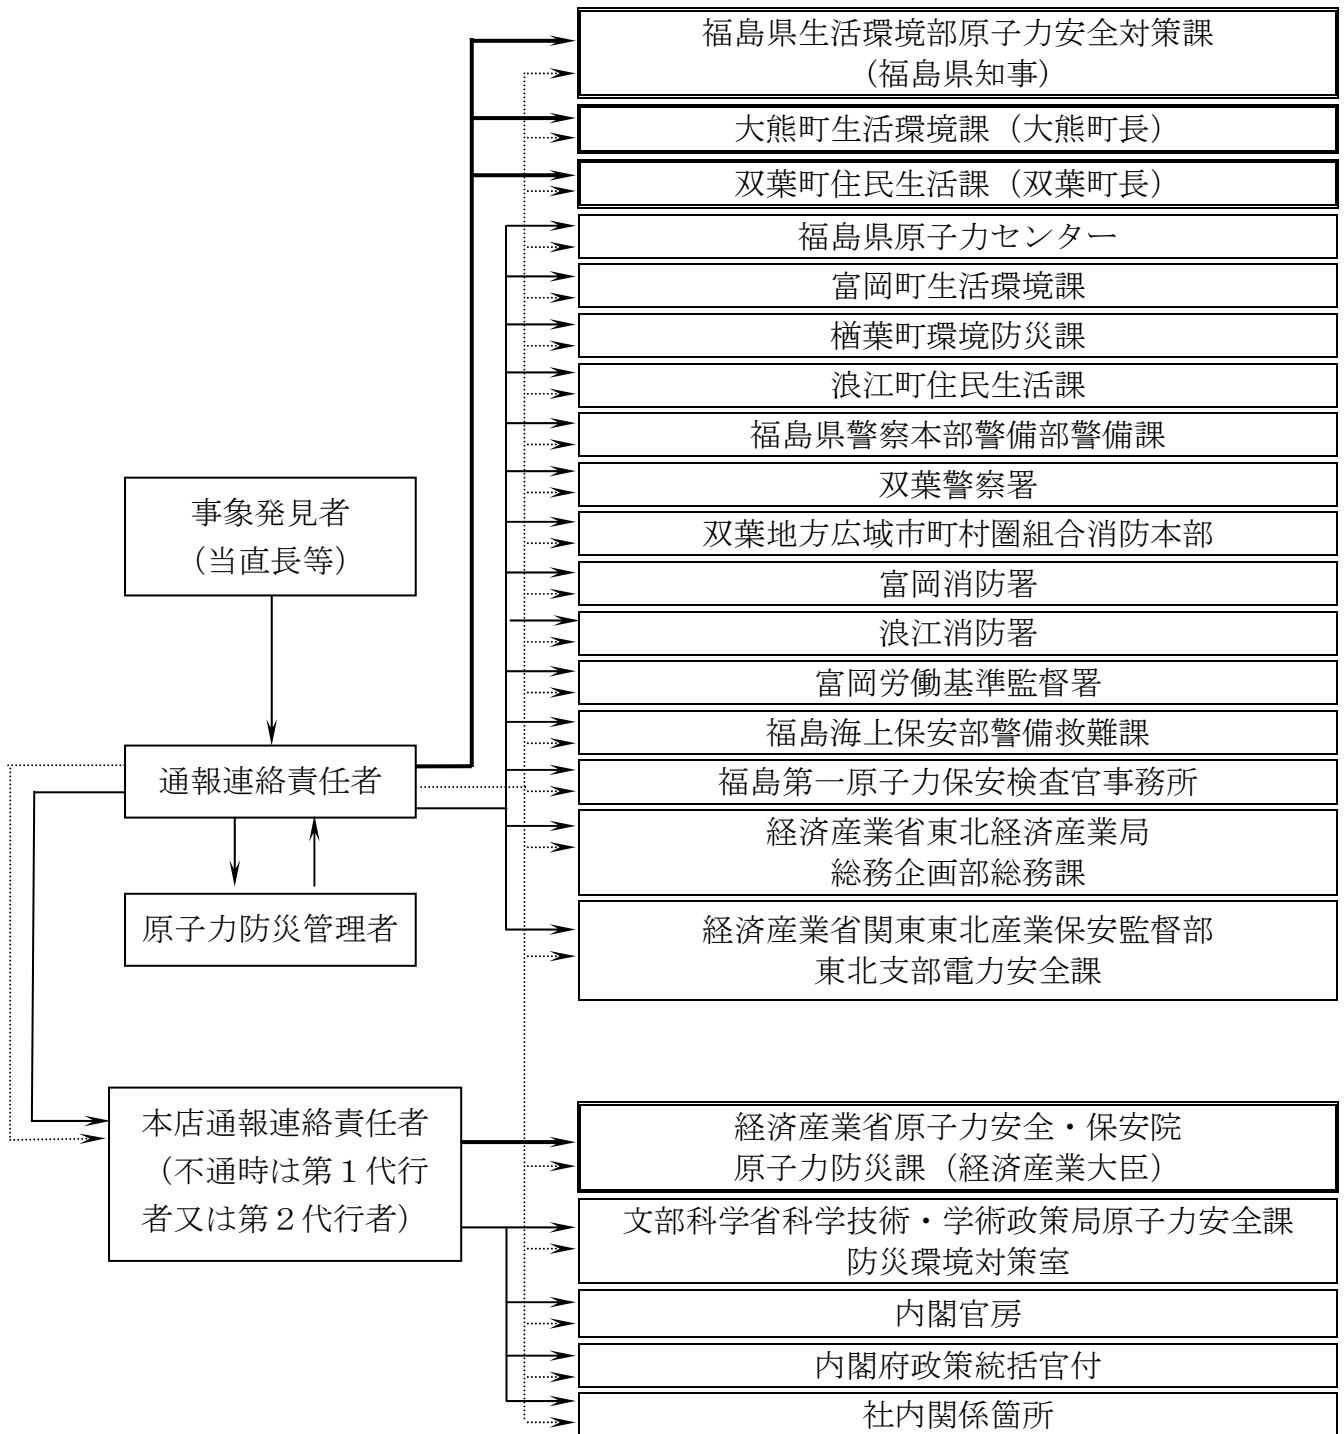 福島県生活環境部原子力安全対策課
（福島県知事）
大熊町生活環境課（大熊町長）
双葉町住民生活課（双葉町長）
福島県原子力センター
富岡町生活環境課
楢葉町環境防災課
浪江町住民生活課
福島県警察本部警備部警備課
双葉警察署
双葉地方広域市町村圏組合消防本部
富岡消防署
浪江消防署
富岡労働基準監督署
福島海上保安部警備救難課
福島第一原子力保安検査官事務所
経済産業省東北経済産業局
総務企画部総務課
経済産業省関東東北産業保安監督部
東北支部電力安全課
事象発見者
（当直長等）
通報連絡責任者
原子力防災管理者
本店通報連絡責任者
（不通時は第１代行
者又は第２代行者）
経済産業省原子力安全・保安院
原子力防災課（経済産業大臣）
文部科学省科学技術・学術政策局原子力安全課
防災環境対策室
内閣官房
内閣府政策統括官付
社内関係箇所